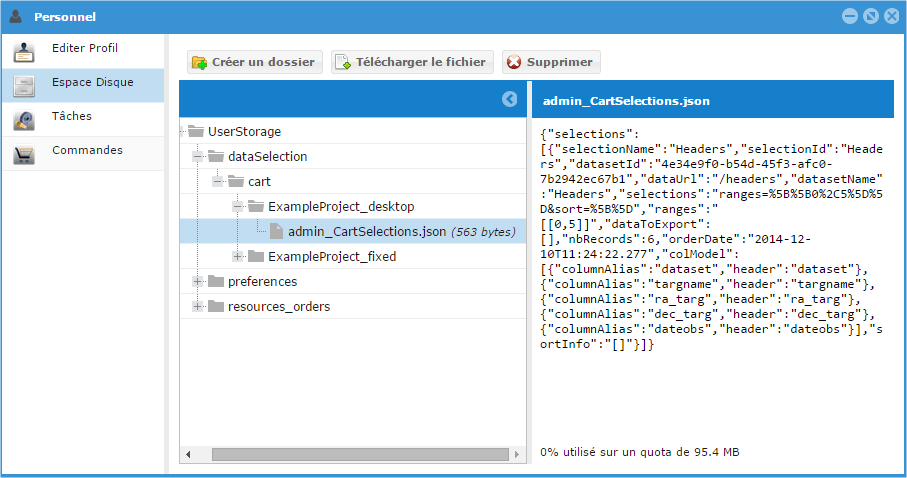 Personnel
Editer Profil
Espace Disque
Tâches
Commandes
Créer un dossier
Télécharger le fichier
Supprimer
UserStorage
dataSelection
cart
ExampleProject_desktop
admin_CartSelections.json (563 bytes)
ExampleProject_fixed
preferences
resources_orders
admin_CartSelections.json
{"selections":
[{"selectionName":"Headers","selectionId":"Heade
rs","datasetId":"4e34e9f0-b54d-45f3-afc0-
7b2942ec67b1","dataUrl":"/headers","datasetName"
:"Headers","selections":"ranges=%5B%5B0%2C5%5D%5
D&sort=%5B%5D","ranges":"
[[0,5]]","dataToExport":
[],"nbRecords":6,"orderDate":"2014-12-
10T11:24:22.277","colModel":
[{"columnAlias":"dataset","header":"dataset"},
{"columnAlias":"targname","header":"targname"},
{"columnAlias":"ra_targ","header":"ra_targ"},
{"columnAlias":"dec_targ","header":"dec_targ"},
{"columnAlias":"dateobs","header":"dateobs"}],"s
ortInfo":"[]"}]}
0% utilisé sur un quota de 95.4 MB